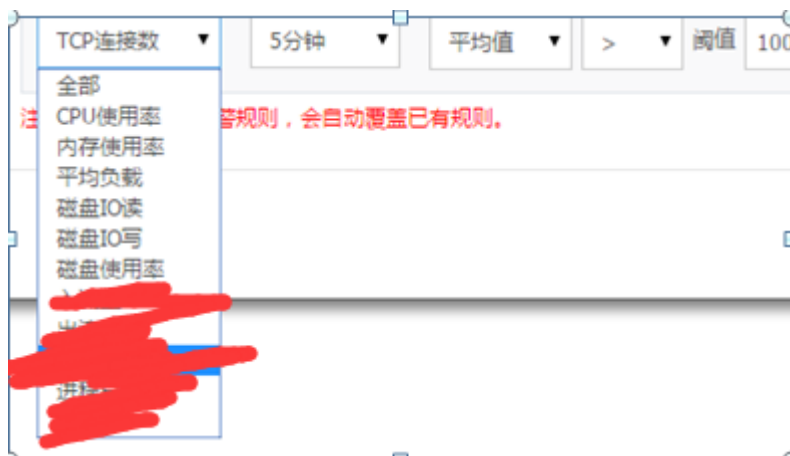 TCP连接数 5分钟 平均值 > 阈值 100
全部
CPU使用率
注 警规则，会自动覆盖已有规则。
内存使用率
平均负载
磁盘IO读
磁盘IO写
磁盘使用率